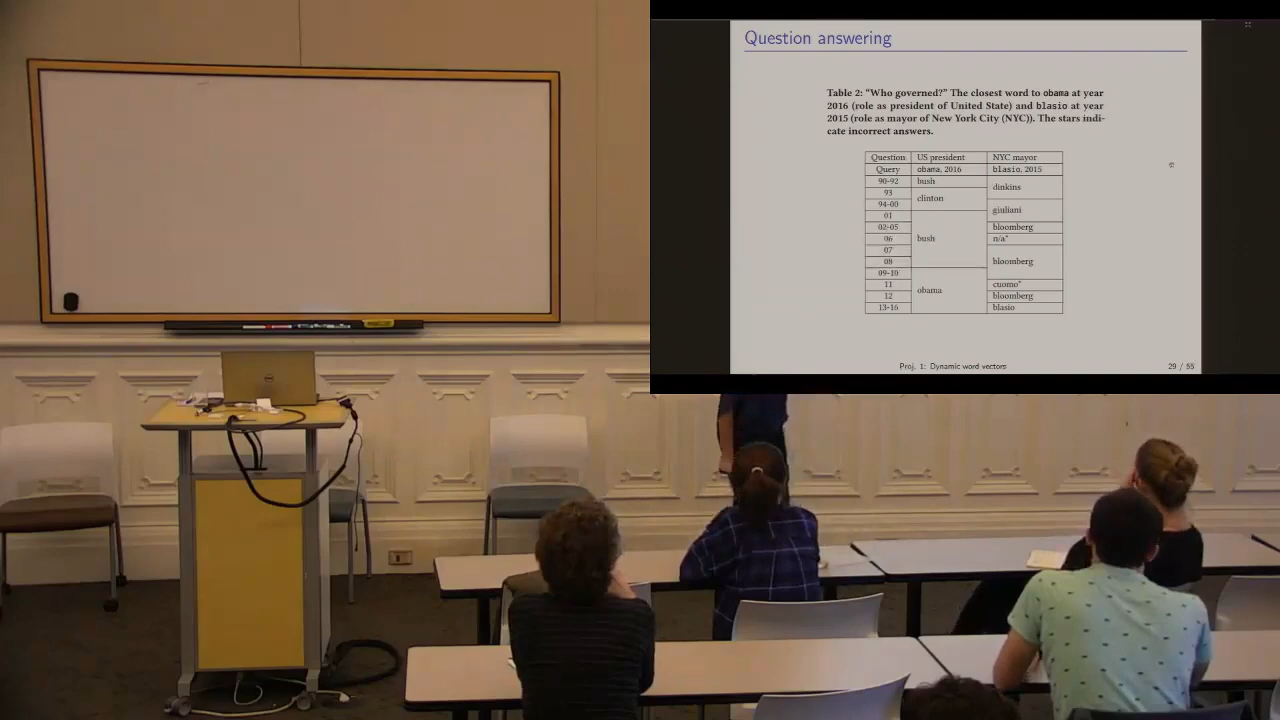 Question answering
Table 2: "Who governed?" The closest word to obama at year
2016 (role as president of United State) and blasio at year
2015 (role as mayor of New York City (NYC)). The stars indi-
cate incorrect answers.
Question US president NYC mayor
Query obama, 2016 blasio, 2015
90-92 bush dinkins
93 clinton
94-00 giuliani
01 bush
02-05 bloomberg
06 n/a*
07 bloomberg
08
09-10 obama
11 cuomo*
12 bloomberg
13-16 blasio
Proj. 1: Dynamic word vectors 29 / 55